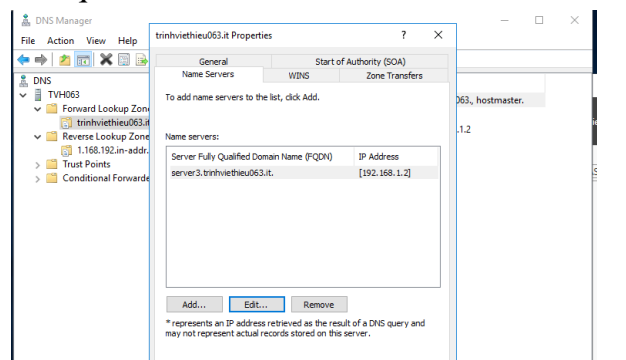 DNS Manager
File Action View Help
DNS
TVH063
Forward Lookup Zone
trinhviethieu063.it
Reverse Lookup Zone
1.168.192.in-addr.
Trust Points
Conditional Forwarde
trinhviethieu063.it Properties ? ×
General Start of Authority (SOA)
Name Servers WINS Zone Transfers
To add name servers to the list, click Add.
Name servers:
Server Fully Qualified Domain Name (FQDN) IP Address
server3.trinhviethieu063.it. [192.168.1.2]
Add... Edit... Remove
* represents an IP address retrieved as the result of a DNS query and
may not represent actual records stored on this server.
063., hostmaster.
.1.2